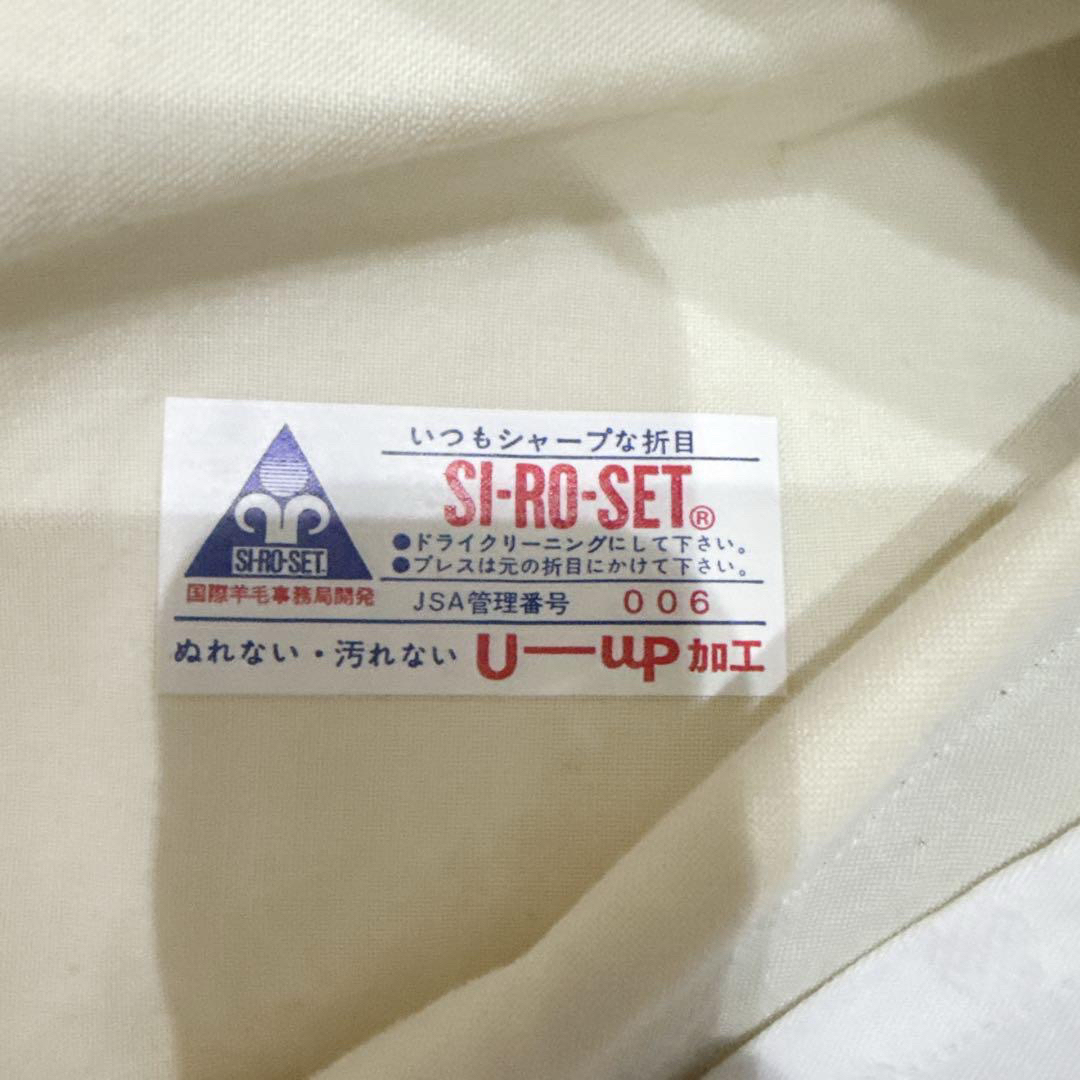 いつもシャープな折目
SI-RO-SET®
●ドライクリーニングにして下さい。
●プレスは元の折目にかけて下さい。
SI-RO-SET.
国際羊毛事務局開発
JSA管理番号 006
ぬれない・汚れない U—up加工